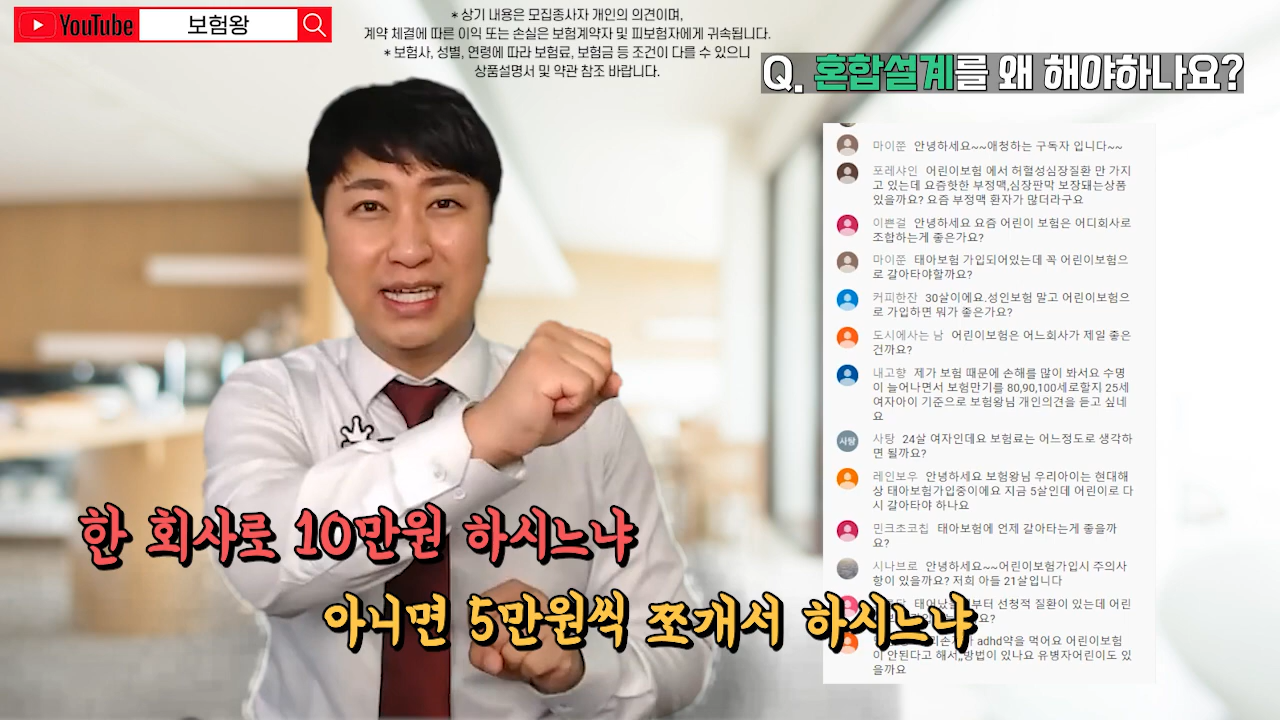 YouTube 보험왕
* 상기 내용은 모집종사자 개인의 의견이며,
계약 체결에 따른 이익 또는 손실은 보험계약자 및 피보험자에게 귀속됩니다.
* 보험사, 성별, 연령에 따라 보험료, 보험금 등 조건이 다를 수 있으니
상품설명서 및 약관 참조 바랍니다.
Q. 혼합설계를 왜 해야하나요?
마이쭌 안녕하세요~~애청하는 구독자 입니다~~
포레샤인 어린이보험 에서 허혈성심장질환 만 가지
고 있는데 요즘핫한 부정맥,심장판막 보장돼는상품
있을까요? 요즘 부정맥 환자가 많더라구요
이쁜걸 안녕하세요 요즘 어린이 보험은 어디회사로
조합하는게 좋은가요?
마이쭌 태아보험 가입되어있는데 꼭 어린이보험으
로 갈아타야할까요?
커피한잔 30살이에요.성인보험 말고 어린이보험으
로 가입하면 뭐가 좋은가요?
도시에사는 남 어린이보험은 어느회사가 제일 좋은
건까요?
내고향 제가 보험 때문에 손해를 많이 봐서요 수명
이 늘어나면서 보험만기를 80,90,100세로할지 25세
여자아이 기준으로 보험왕님 개인의견을 듣고 싶네
요
사탕 사탕 24살 여자인데요 보험료는 어느정도로 생각하
면 될까요?
레인보우 안녕하세요 보험왕님 우리아이는 현대해
상 태아보험가입중이에요 지금 5살인데 어린이로 다
시 갈아타야 하나요
민크초코칩 태아보험에 언제 갈아타는게 좋을까
요?
시나브로 안녕하세요~~어린이보험가입시 주의사
항이 있을까요? 저희 아들 21살입니다
태어났 부터 선청적 질환이 있는데 어린
요?
adhd약을 먹어요 어린이보험
이 안된다고 해서,,방법이 있나요 유병자어린이도 있
을까요
한 회사로 10만원 하시느냐
아니면 5만원씩 쪼개서 하시느냐